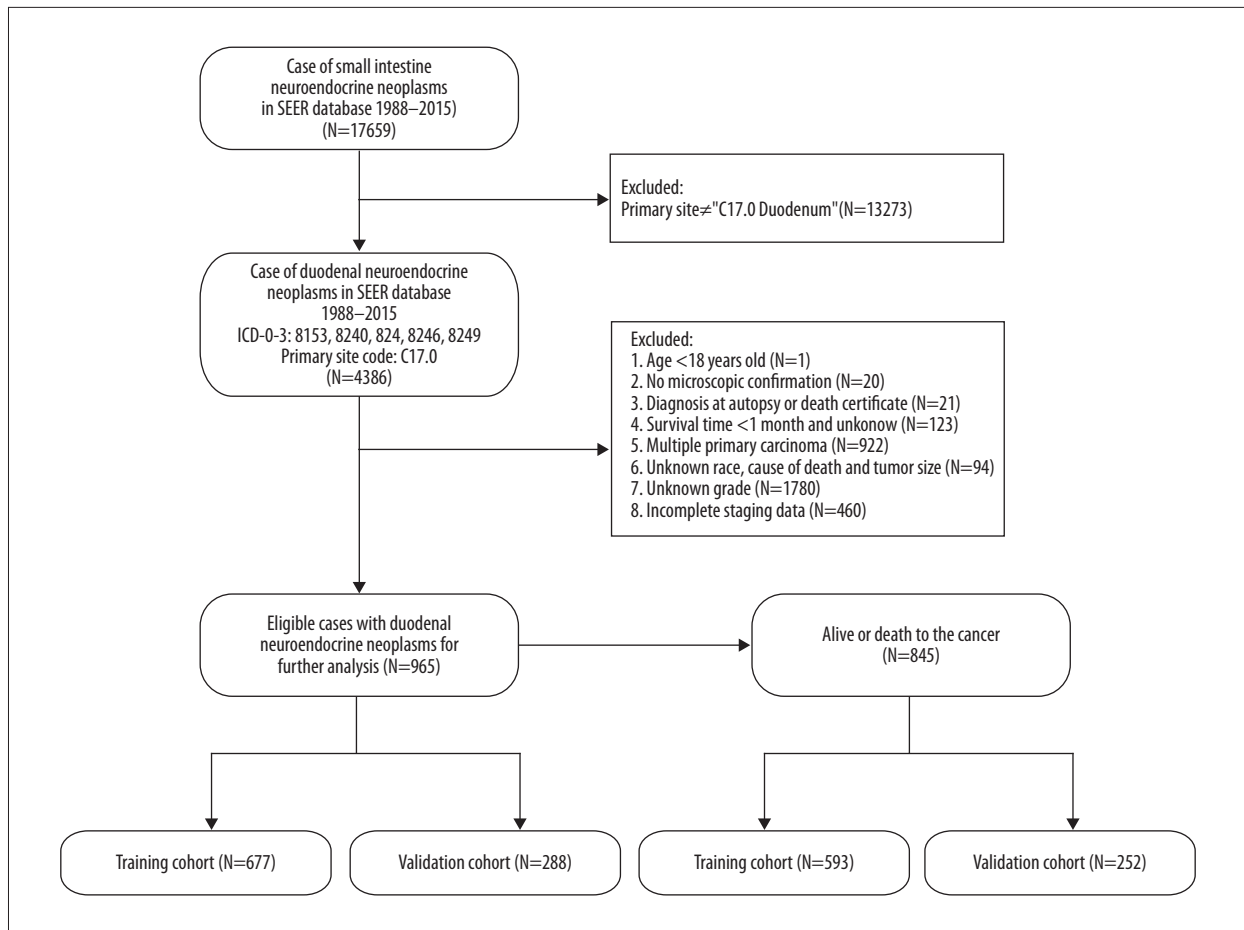 Case of small intestine
neuroendocrine neoplasms
in SEER database 1988–2015)
(N=17659)
Excluded:
Primary site≠"C17.0 Duodenum"(N=13273)
Case of duodenal neuroendocrine
neoplasms in SEER database
1988–2015
ICD-0-3: 8153, 8240, 824, 8246, 8249
Primary site code: C17.0
(N=4386)
Excluded:
1. Age <18 years old (N=1)
2. No microscopic confirmation (N=20)
3. Diagnosis at autopsy or death certificate (N=21)
4. Survival time <1 month and unkonow (N=123)
5. Multiple primary carcinoma (N=922)
6. Unknown race, cause of death and tumor size (N=94)
7. Unknown grade (N=1780)
8. Incomplete staging data (N=460)
Eligible cases with duodenal
neuroendocrine neoplasms for
further analysis (N=965)
Alive or death to the cancer
(N=845)
Training cohort (N=677)
Validation cohort (N=288)
Training cohort (N=593)
Validation cohort (N=252)